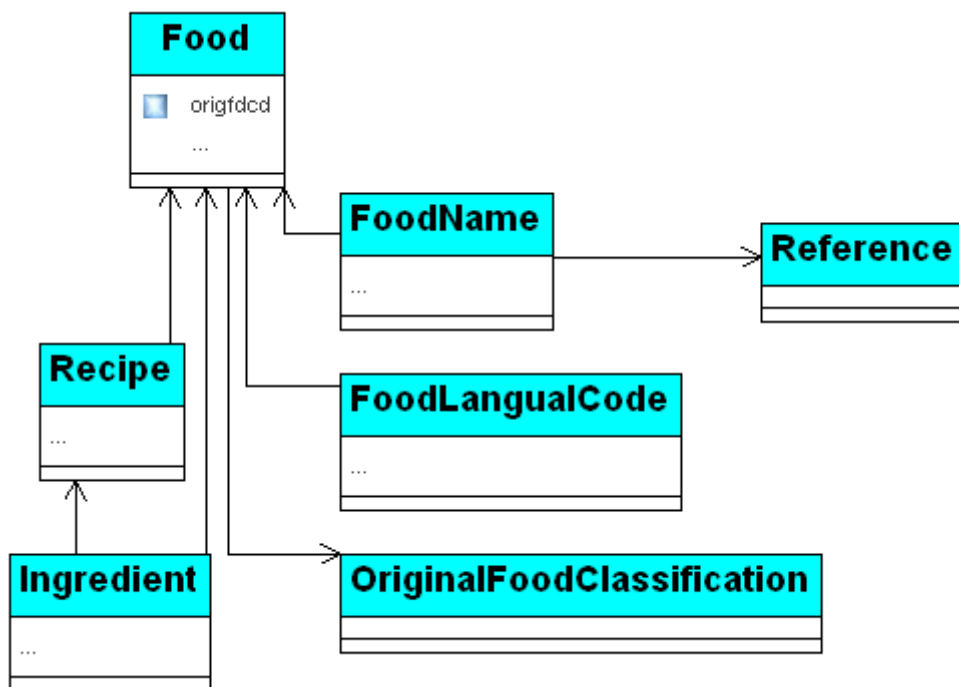 Food
origfdcd
...
FoodName
...
Reference
Recipe
...
FoodLangualCode
...
Ingredient
...
OriginalFoodClassification